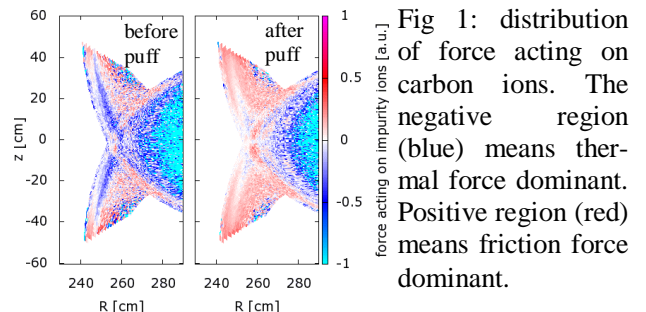 60
40
20
0
-20
-40
-60
z [cm]
before
puff
after
puff
230 240 260 280
230 240 260 280
R [cm]
R [cm]
1
0.5
0
-0.5
-1
force acting on impurity ions [a.u.]
Fig 1: distribution
of force acting on
carbon ions. The
negative region
(blue) means ther-
mal force dominant.
Positive region (red)
means friction force
dominant.